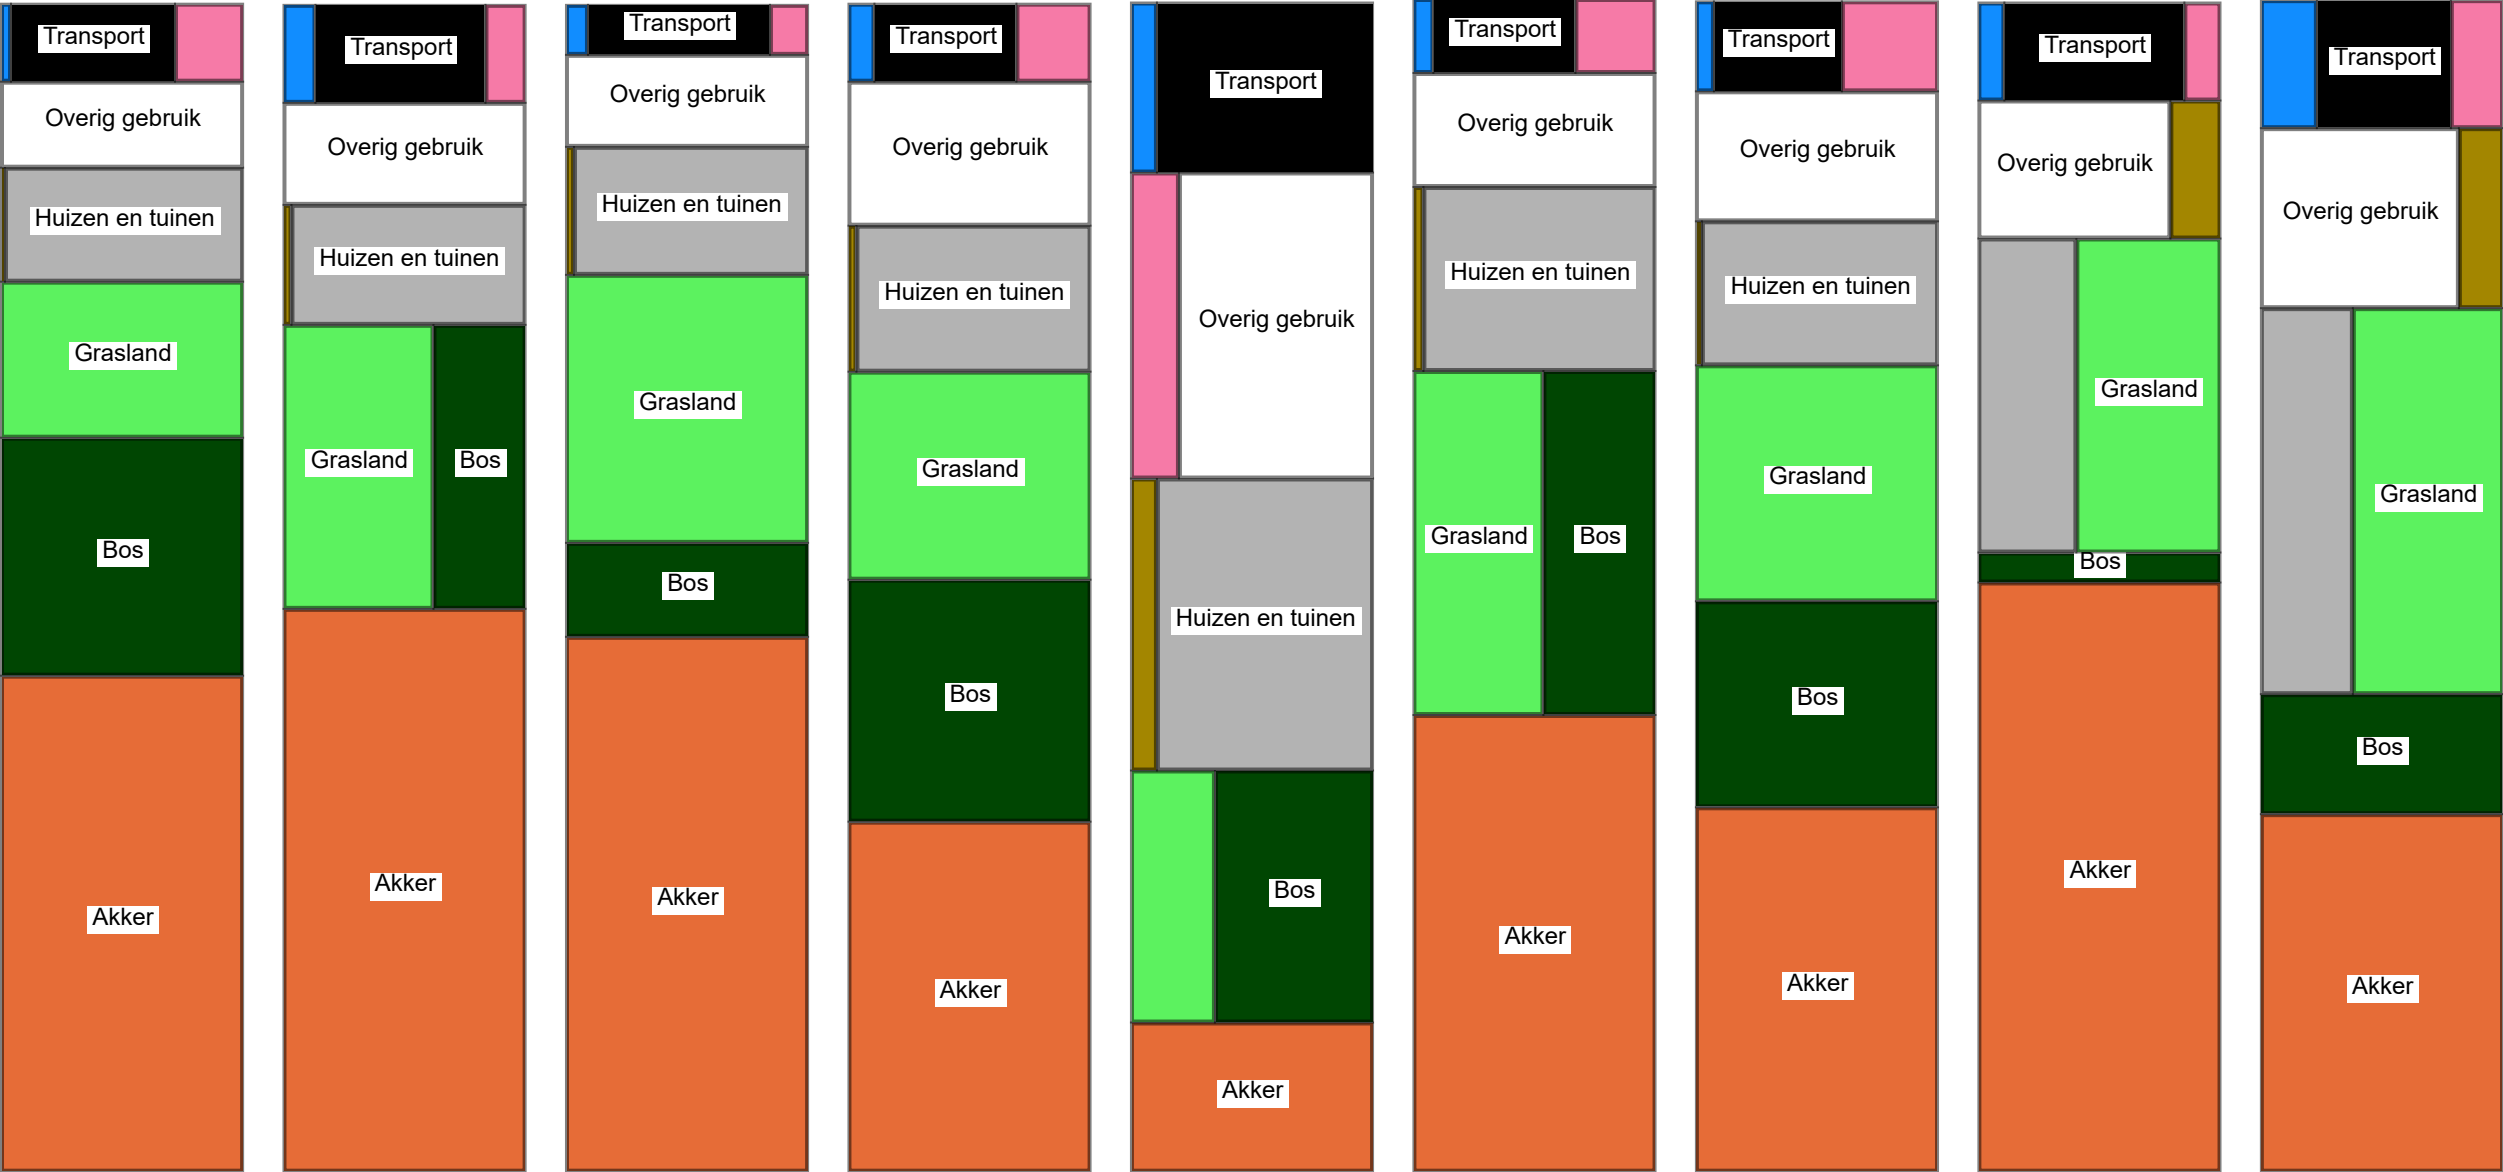 Transport
Overig gebruik
Huizen en tuinen
Grasland
Bos
Akker
Transport
Overig gebruik
Huizen en tuinen
Grasland
Bos
Akker
Transport
Overig gebruik
Huizen en tuinen
Grasland
Bos
Akker
Transport
Overig gebruik
Huizen en tuinen
Grasland
Bos
Akker
Transport
Overig gebruik
Huizen en tuinen
Bos
Akker
Transport
Overig gebruik
Huizen en tuinen
Grasland
Bos
Akker
Transport
Overig gebruik
Huizen en tuinen
Grasland
Bos
Akker
Transport
Overig gebruik
Grasland
Bos
Akker
Transport
Overig gebruik
Grasland
Bos
Akker